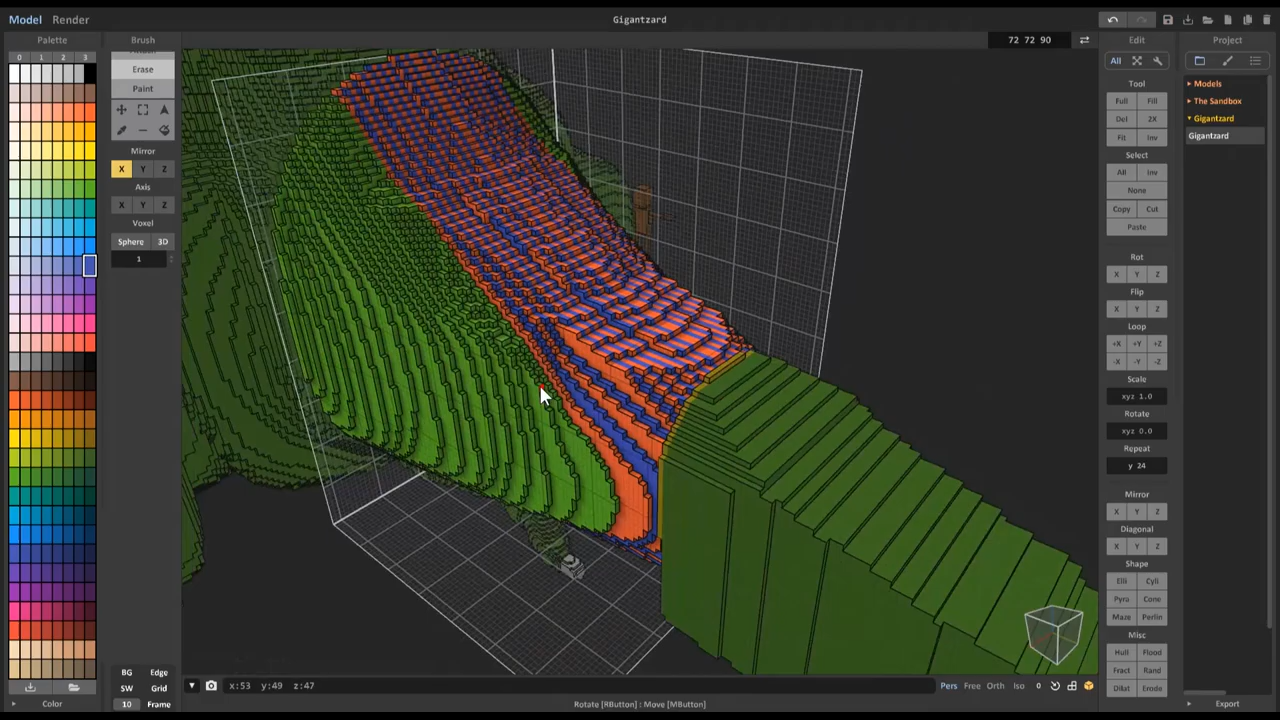 Model Render
Gigantzard
Palette
0 1 2 3
Color
Brush
Erase
Paint
Mirror
X Y Z
Axis
X Y Z
Voxel
Sphere 3D
1
BG Edge
SW Grid
10 Frame
72 72 90
x:53 y:49 z:47
Pers Free Orth Iso 0
Rotate [RButton] : Move [MButton]
Edit
All
Tool
Full Fill
Del 2X
Fit Inv
Select
All Inv
None
Copy Cut
Paste
Rot
X Y Z
Flip
X Y Z
Loop
+X +Y +Z
-X -Y -Z
Scale
xyz 1.0
Rotate
xyz 0.0
Repeat
y 24
Mirror
X Y Z
Diagonal
X Y Z
Shape
Elli Cyli
Pyra Cone
Maze Perlin
Misc
Hull Flood
Fract Rand
Dilat Erode
Project
Models
The Sandbox
Gigantzard
Gigantzard
Export